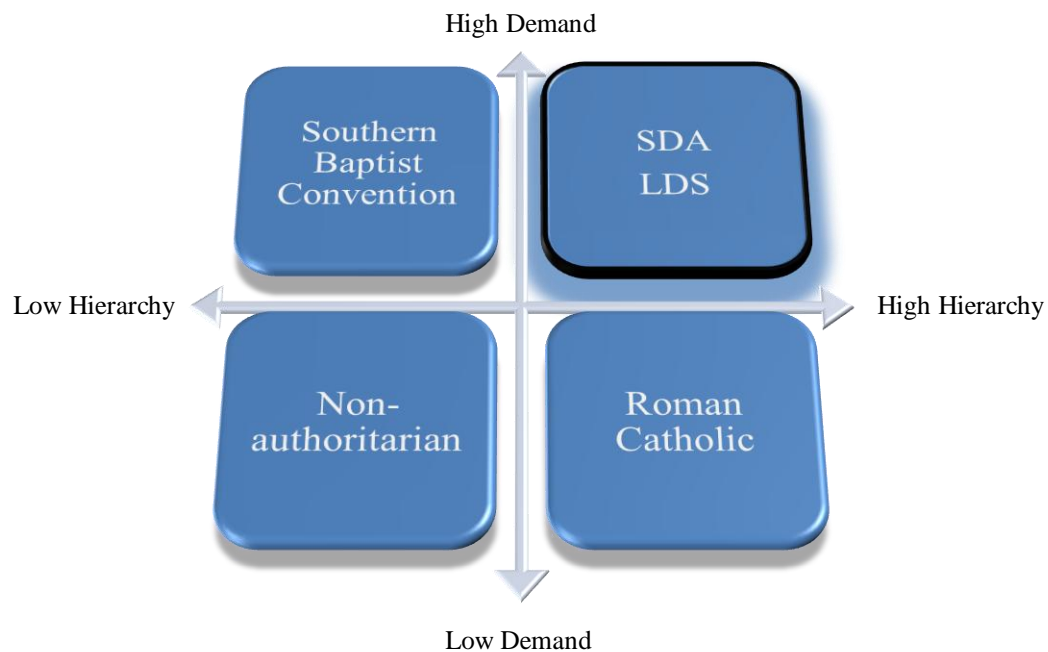 High Demand
Southern
Baptist
Convention
SDA
LDS
Low Hierarchy
High Hierarchy
Non-
authoritarian
Roman
Catholic
Low Demand